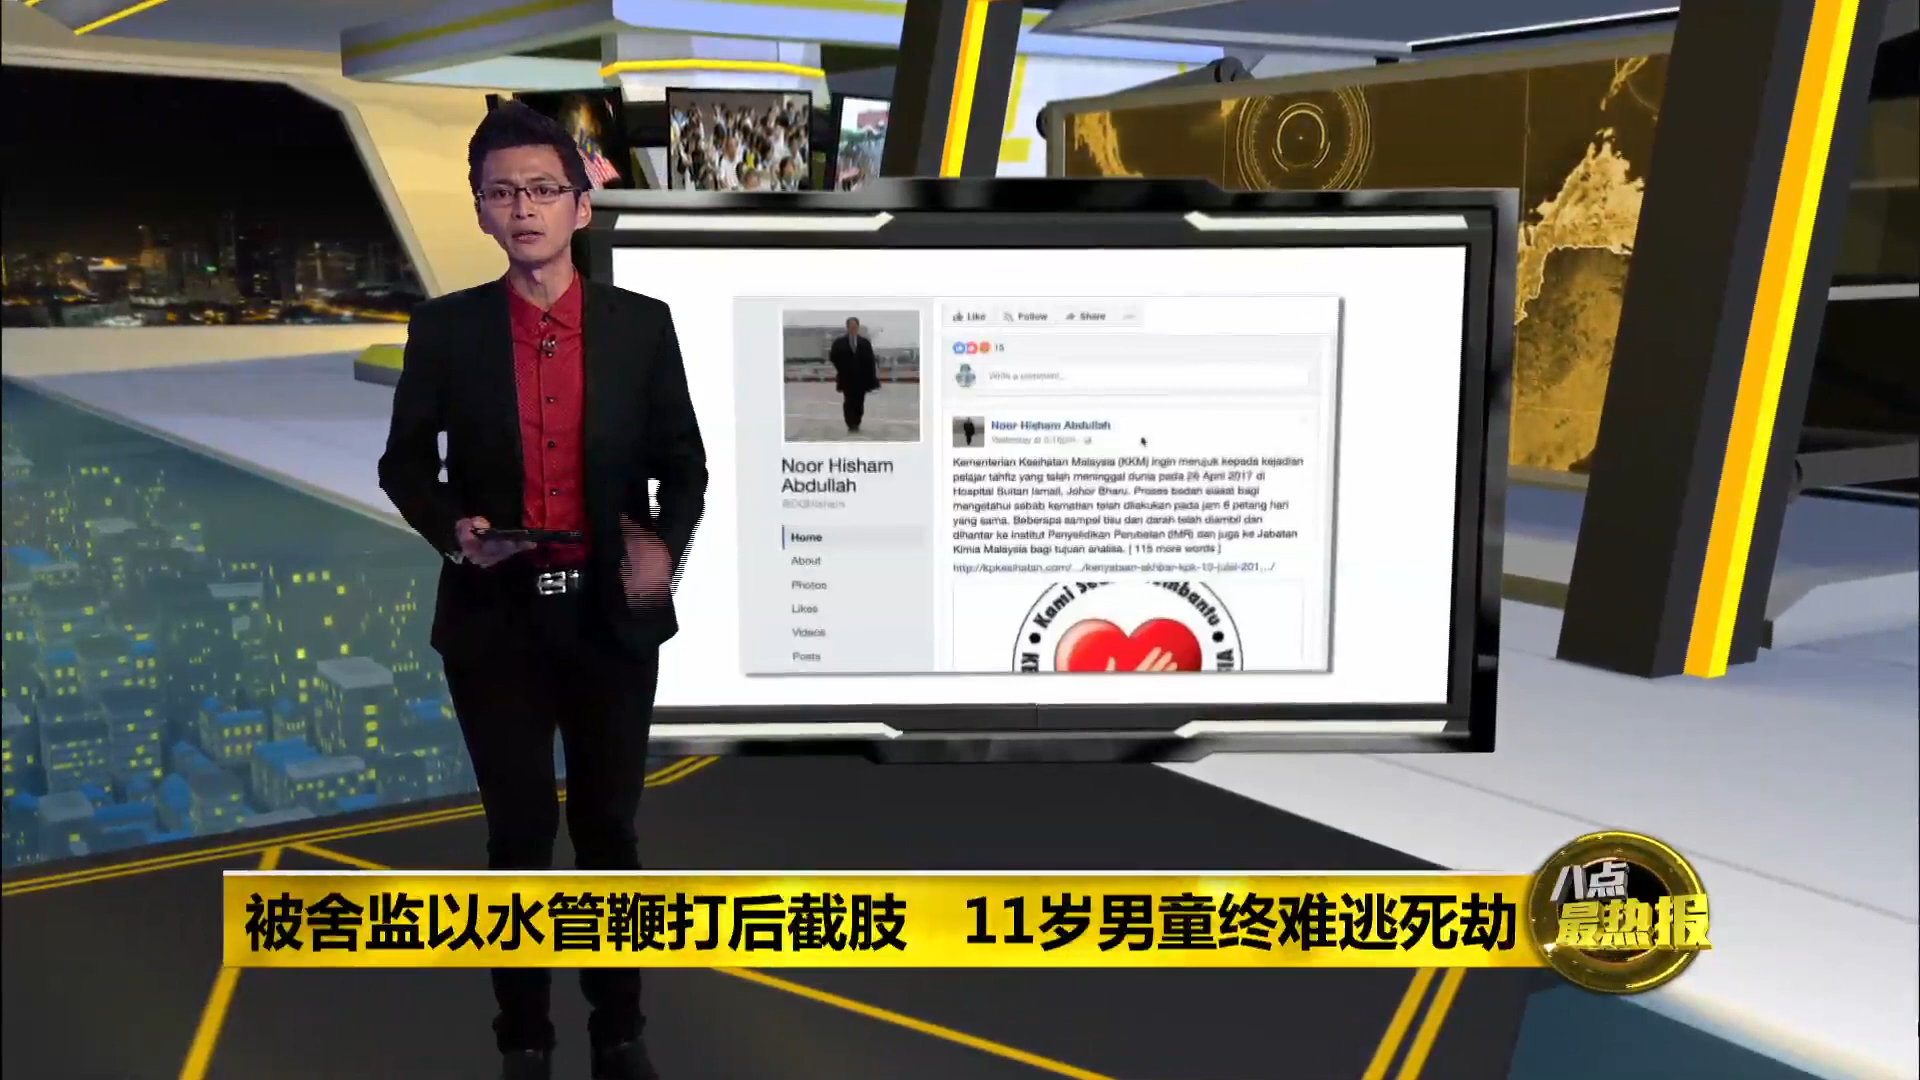 Noor Hisham
Abdullah
Home
About
Photos
Likes
Videos
Posts
Like Follow Share
15
Write a comment...
Noor Hisham Abdullah
Kementerian Kesihatan Malaysia (KKM) ingin merujuk kepada kejadian
pelajar tahfiz yang telah meninggal dunia pada 26 April 2017 di
Hospital Sultan Ismail, Johor Bharu. Proses bedah siasat bagi
mengetahui sebab kematian telah dilakukan pada jam 6 petang hari
yang sama. Beberapa sampel tisu dan darah telah diambil dan
dihantar ke Institut Penyelidikan Perubatan (IMR) dan juga ke Jabatan
Kimia Malaysia bagi tujuan analisa. [ 115 more words ]
Kami
被舍监以水管鞭打后截肢 11岁男童终难逃死劫
八点
最热报